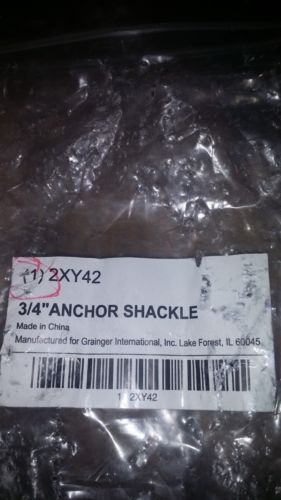 (1) 2XY42
3/4"ANCHOR SHACKLE
Made in China
Manufactured for Grainger International, Inc. Lake Forest, IL 60045
1 2XY42